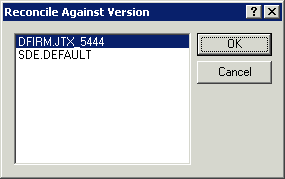 Reconcile Against Version
DFIRM.JTX_5444
SDE.DEFAULT
OK
Cancel